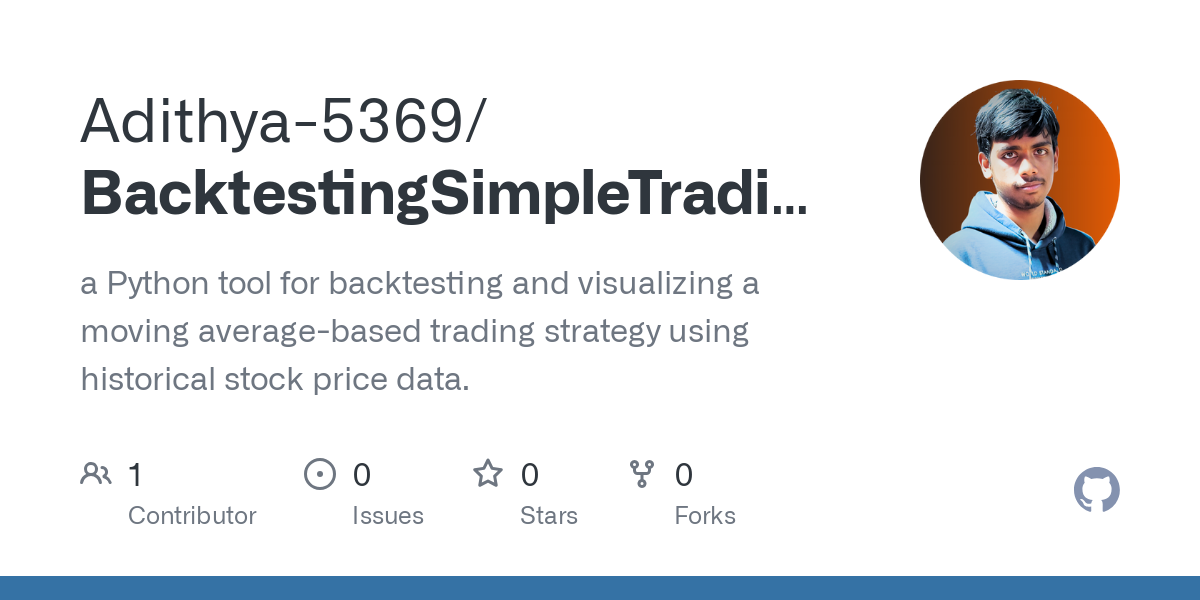 Adithya-5369/
BacktestingSimpleTradi...
a Python tool for backtesting and visualizing a
moving average-based trading strategy using
historical stock price data.
1 0 0 0
Contributor Issues Stars Forks